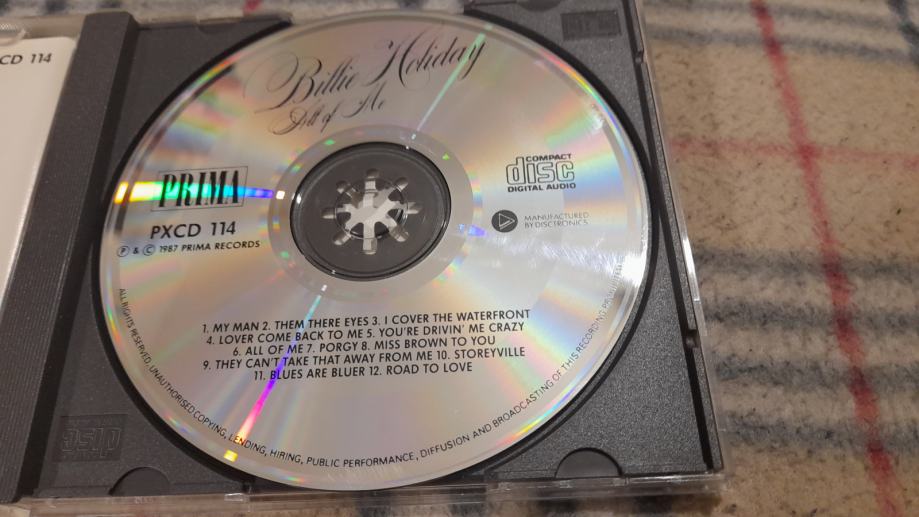 CD 114
Billie Holiday
All of Me
PRIMA
PXCD 114
℗ & © 1987 PRIMA RECORDS
COMPACT
disc
DIGITAL AUDIO
MANUFACTURED
BY DISCTRONICS
1. MY MAN 2. THEM THERE EYES 3. I COVER THE WATERFRONT
4. LOVER COME BACK TO ME 5. YOU'RE DRIVIN' ME CRAZY
6. ALL OF ME 7. PORGY 8. MISS BROWN TO YOU
9. THEY CAN'T TAKE THAT AWAY FROM ME 10. STOREYVILLE
11. BLUES ARE BLUER 12. ROAD TO LOVE
ALL RIGHTS RESERVED. UNAUTHORISED COPYING, LENDING, HIRING, PUBLIC PERFORMANCE, DIFFUSION AND BROADCASTING OF THIS RECORDING PROHIBITED
disc